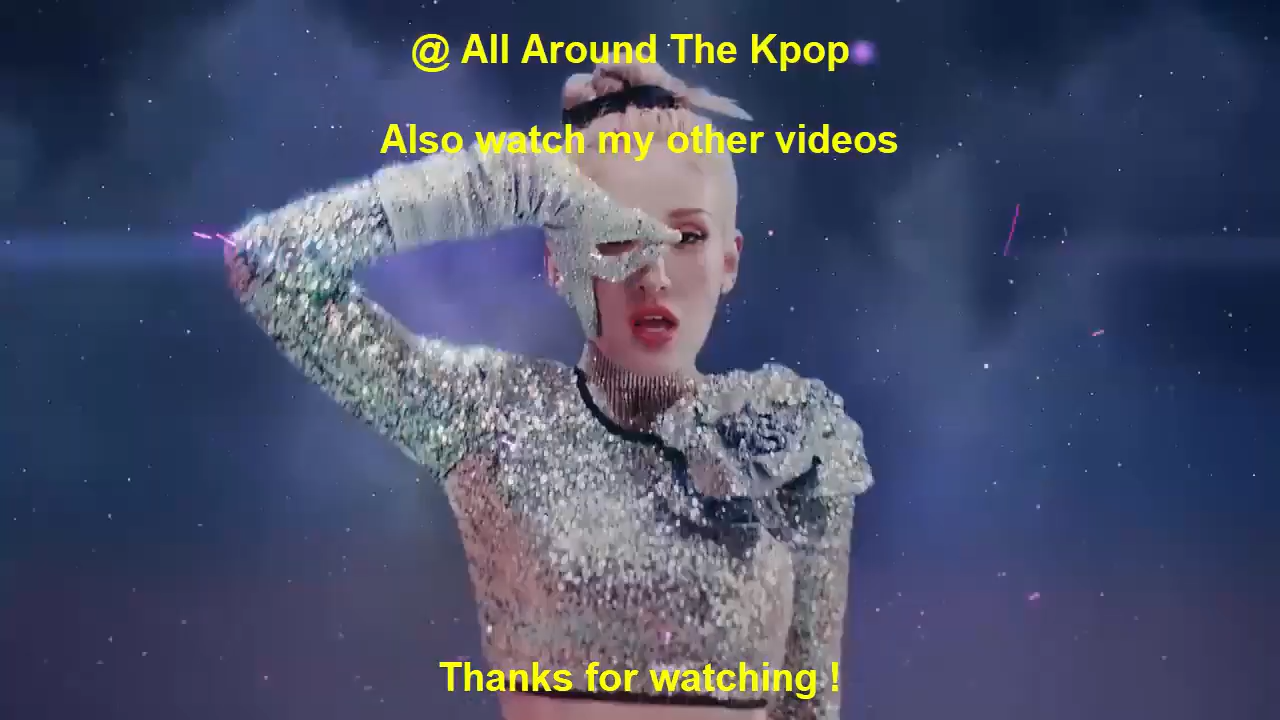 @ All Around The Kpop
Also watch my other videos
Thanks for watching !